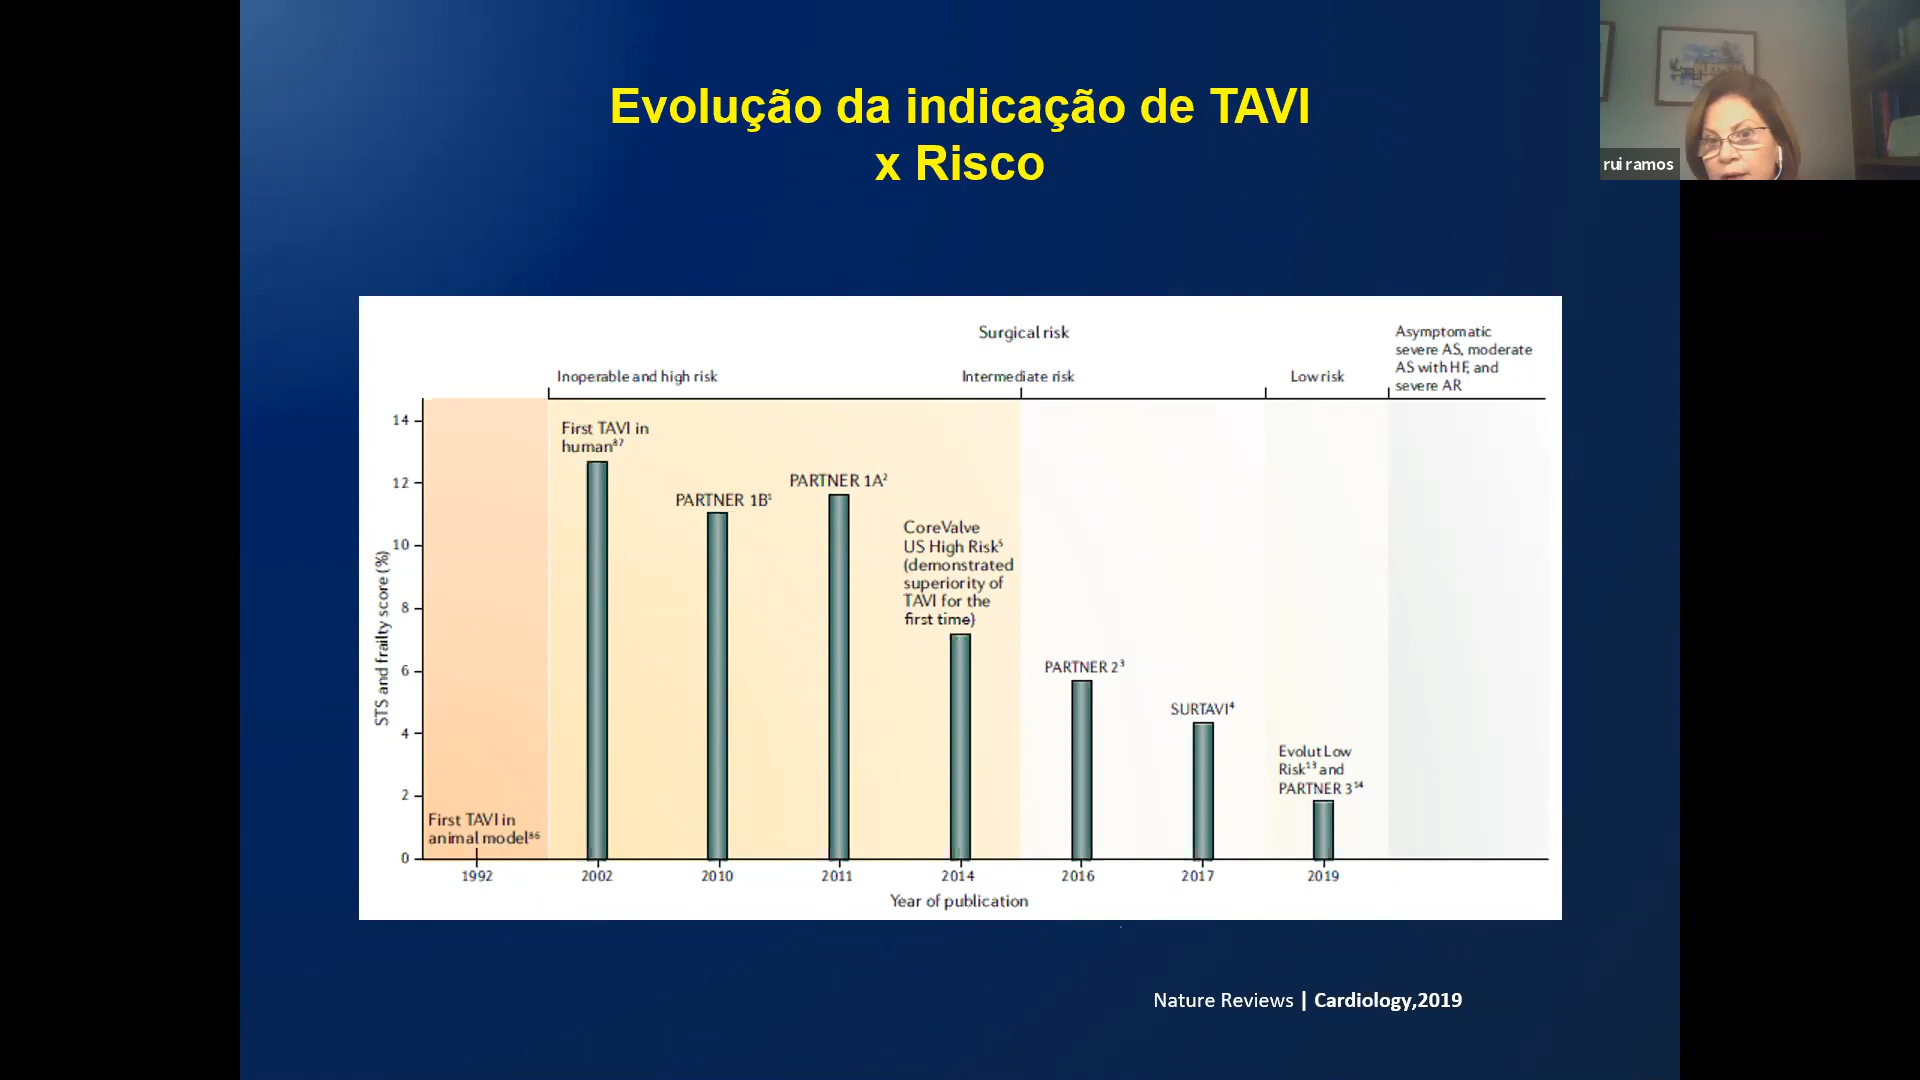 Evolução da indicação de TAVI
x Risco
rui ramos
Surgical risk
Inoperable and high risk
Intermediate risk
Low risk
Asymptomatic
severe AS, moderate
AS with HF, and
severe AR
STS and frailty score (%)
14
12
10
8
6
4
2
0
First TAVI in
animal model⁸⁶
First TAVI in
human⁸⁷
PARTNER 1B¹
PARTNER 1A²
CoreValve
US High Risk⁵
(demonstrated
superiority of
TAVI for the
first time)
PARTNER 2³
SURTAVI⁴
Evolut Low
Risk¹³ and
PARTNER 3¹⁴
1992 2002 2010 2011 2014 2016 2017 2019
Year of publication
Nature Reviews | Cardiology,2019